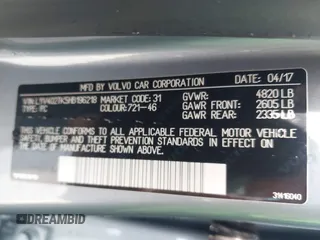 MFD BY VOLVO CAR CORPORATION DATE 04/17
MARKET CODE: 31 GVWR: 4820 LB
TYPE: PC COLOUR: 721-46 GAWR FRONT: 2605 LB
GAWR REAR: 2335 LB
THIS VEHICLE CONFORMS TO ALL APPLICABLE FEDERAL MOTOR VEHICLE
SAFETY, BUMPER, AND THEFT PREVENTION STANDARDS IN EFFECT ON THE
DATE OF MANUFACTURE SHOWN ABOVE.
31416040
DREAMBID